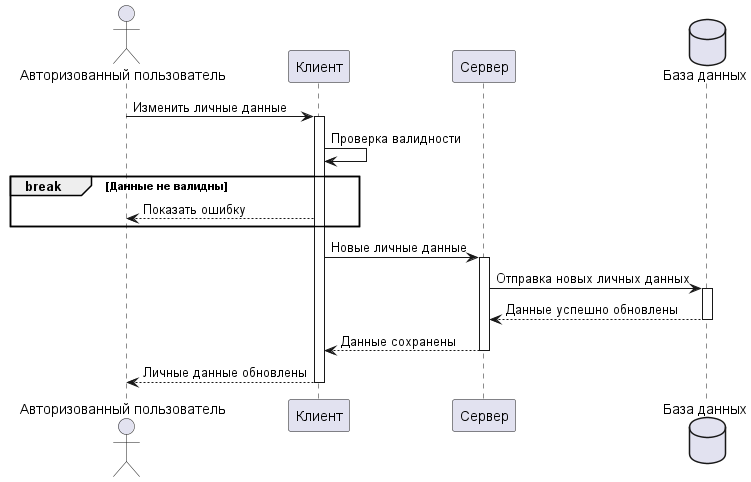 Авторизованный пользователь
Клиент
Сервер
База данных
Изменить личные данные
Проверка валидности
break
[Данные не валидны]
Показать ошибку
Новые личные данные
Отправка новых личных данных
Данные успешно обновлены
Данные сохранены
Личные данные обновлены
Авторизованный пользователь
Клиент
Сервер
База данных